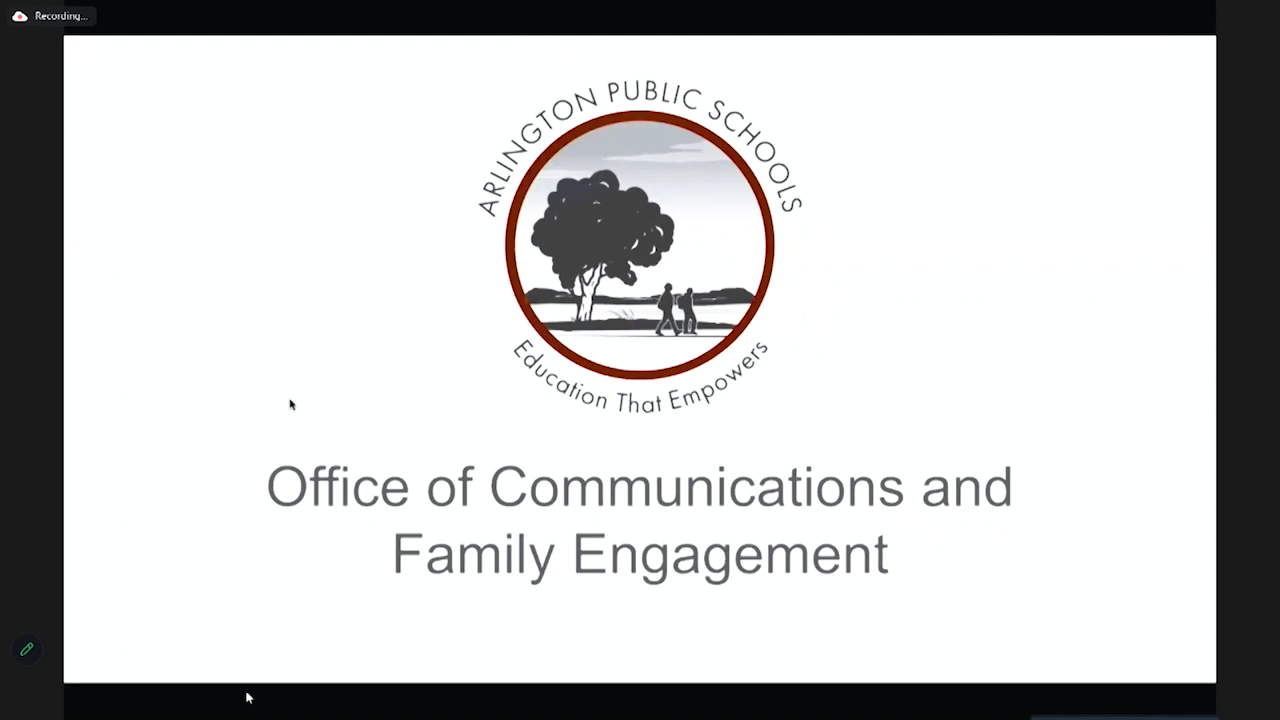 Recording...
ARLINGTON PUBLIC SCHOOLS
Education That Empowers
Office of Communications and
Family Engagement